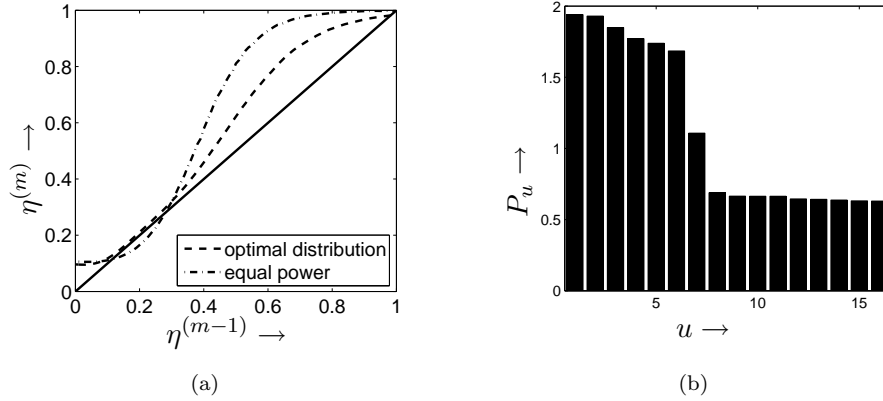 1
0.8
0.6
0.4
0.2
0
η^(m) →
optimal distribution
equal power
0 0.2 0.4 0.6 0.8 1
η^(m−1) →
(a)
2
1.5
1
0.5
0
P_u →
5 10 15
u →
(b)